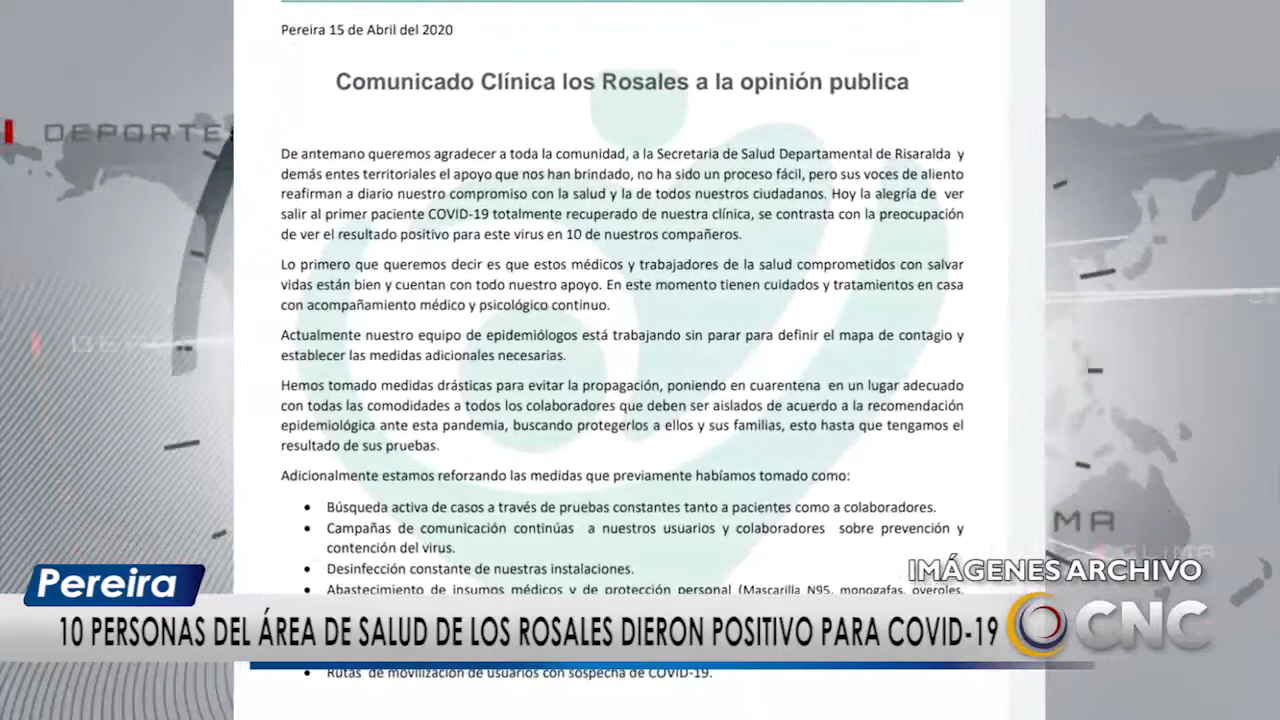 Pereira 15 de Abril del 2020
Comunicado Clínica los Rosales a la opinión publica
DEPORTE
De antemano queremos agradecer a toda la comunidad, a la Secretaria de Salud Departamental de Risaralda y
demás entes territoriales el apoyo que nos han brindado, no ha sido un proceso fácil, pero sus voces de aliento
reafirman a diario nuestro compromiso con la salud y la de todos nuestros ciudadanos. Hoy la alegría de ver
salir al primer paciente COVID-19 totalmente recuperado de nuestra clínica, se contrasta con la preocupación
de ver el resultado positivo para este virus en 10 de nuestros compañeros.
Lo primero que queremos decir es que estos médicos y trabajadores de la salud comprometidos con salvar
vidas están bien y cuentan con todo nuestro apoyo. En este momento tienen cuidados y tratamientos en casa
con acompañamiento médico y psicológico continuo.
Actualmente nuestro equipo de epidemiólogos está trabajando sin parar para definir el mapa de contagio y
establecer las medidas adicionales necesarias.
Hemos tomado medidas drásticas para evitar la propagación, poniendo en cuarentena en un lugar adecuado
con todas las comodidades a todos los colaboradores que deben ser aislados de acuerdo a la recomendación
epidemiológica ante esta pandemia, buscando protegerlos a ellos y sus familias, esto hasta que tengamos el
resultado de sus pruebas.
Adicionalmente estamos reforzando las medidas que previamente habíamos tomado como:
• Búsqueda activa de casos a través de pruebas constantes tanto a pacientes como a colaboradores.
• Campañas de comunicación continúas a nuestros usuarios y colaboradores sobre prevención y
contención del virus.
• Desinfección constante de nuestras instalaciones.
• Abastecimiento de insumos médicos y de protección personal (Mascarilla N95, monogafas, overoles,
MA
CLIMA
IMÁGENES ARCHIVO
Pereira
10 PERSONAS DEL ÁREA DE SALUD DE LOS ROSALES DIERON POSITIVO PARA COVID-19
CNC
• Rutas de movilización de usuarios con sospecha de COVID-19.